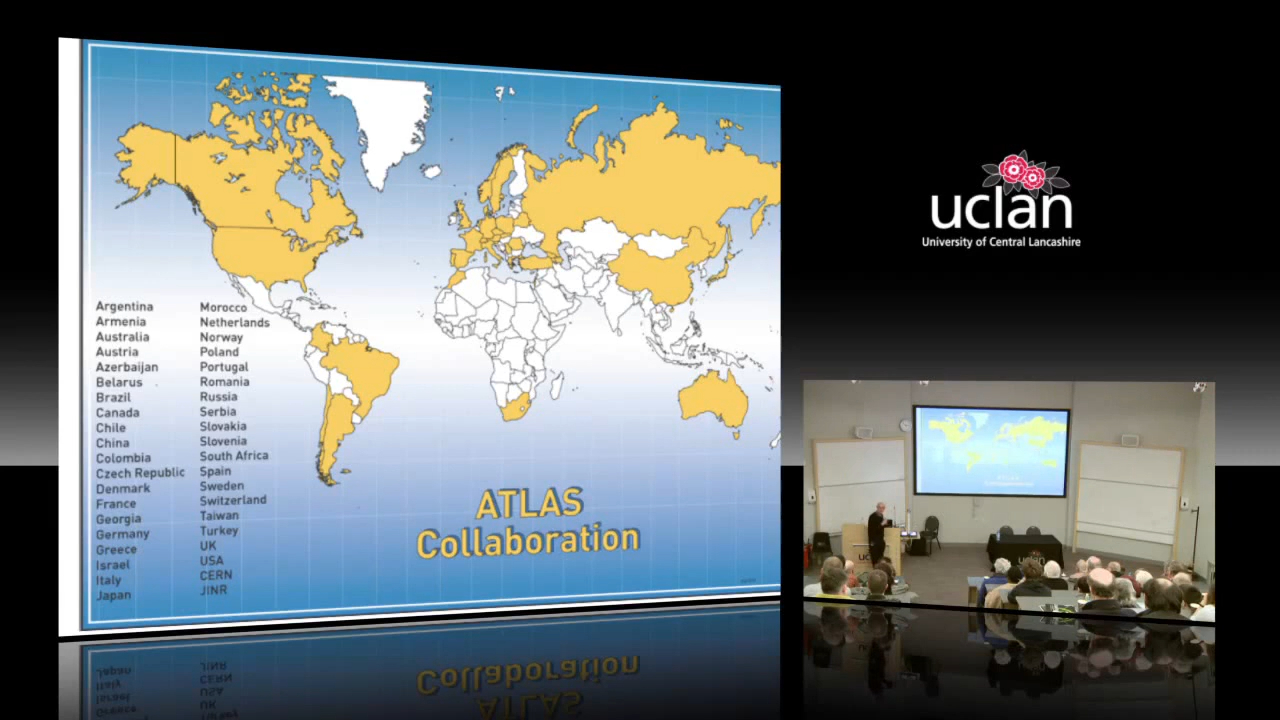 Argentina
Armenia
Australia
Austria
Azerbaijan
Belarus
Brazil
Canada
Chile
China
Colombia
Czech Republic
Denmark
France
Georgia
Germany
Greece
Israel
Italy
Japan
Morocco
Netherlands
Norway
Poland
Portugal
Romania
Russia
Serbia
Slovakia
Slovenia
South Africa
Spain
Sweden
Switzerland
Taiwan
Turkey
UK
USA
CERN
JINR
ATLAS
Collaboration
uclan
University of Central Lancashire
uclan